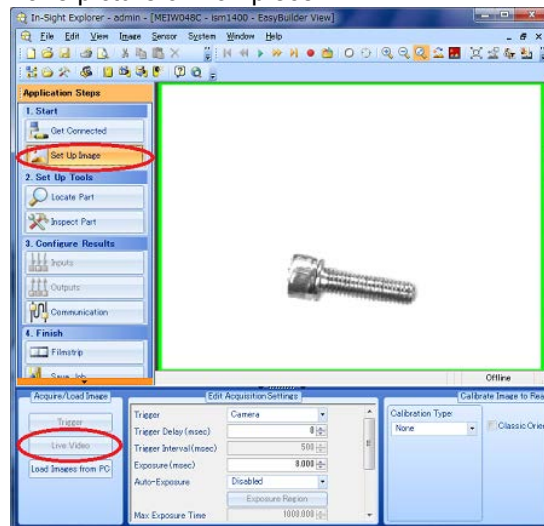 In-Sight Explorer - admin - [MEIW048C - ism1400 - EasyBuilder View]
File Edit View Image Sensor System Window Help
Application Steps
1. Start
Get Connected
Set Up Image
2. Set Up Tools
Locate Part
Inspect Part
3. Configure Results
Inputs
Outputs
Communication
4. Finish
Filmstrip
Save Job
Offline
Acquire/Load Image
Edit Acquisition Settings
Calibrate Image to Rea
Trigger
Live Video
Load Images from PC
Trigger Camera
Trigger Delay (msec) 0
Trigger Interval (msec) 500
Exposure (msec) 8.000
Auto-Exposure Disabled
Exposure Region
Max Exposure Time 1000.000
Calibration Type
None
Classic Orie